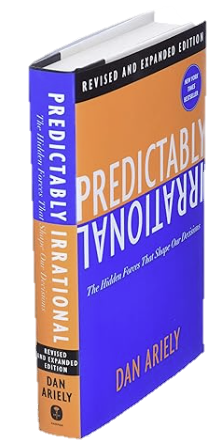 REVISED AND EXPANDED EDITION
NEW YORK
TIMES
BESTSELLER
PREDICTABLY
IRRATIONAL
The Hidden Forces That Shape Our Decisions
DAN ARIELY
PREDICTABLY IRRATIONAL
The Hidden Forces That Shape Our Decisions
REVISED
AND EXPANDED
EDITION
DAN
ARIELY